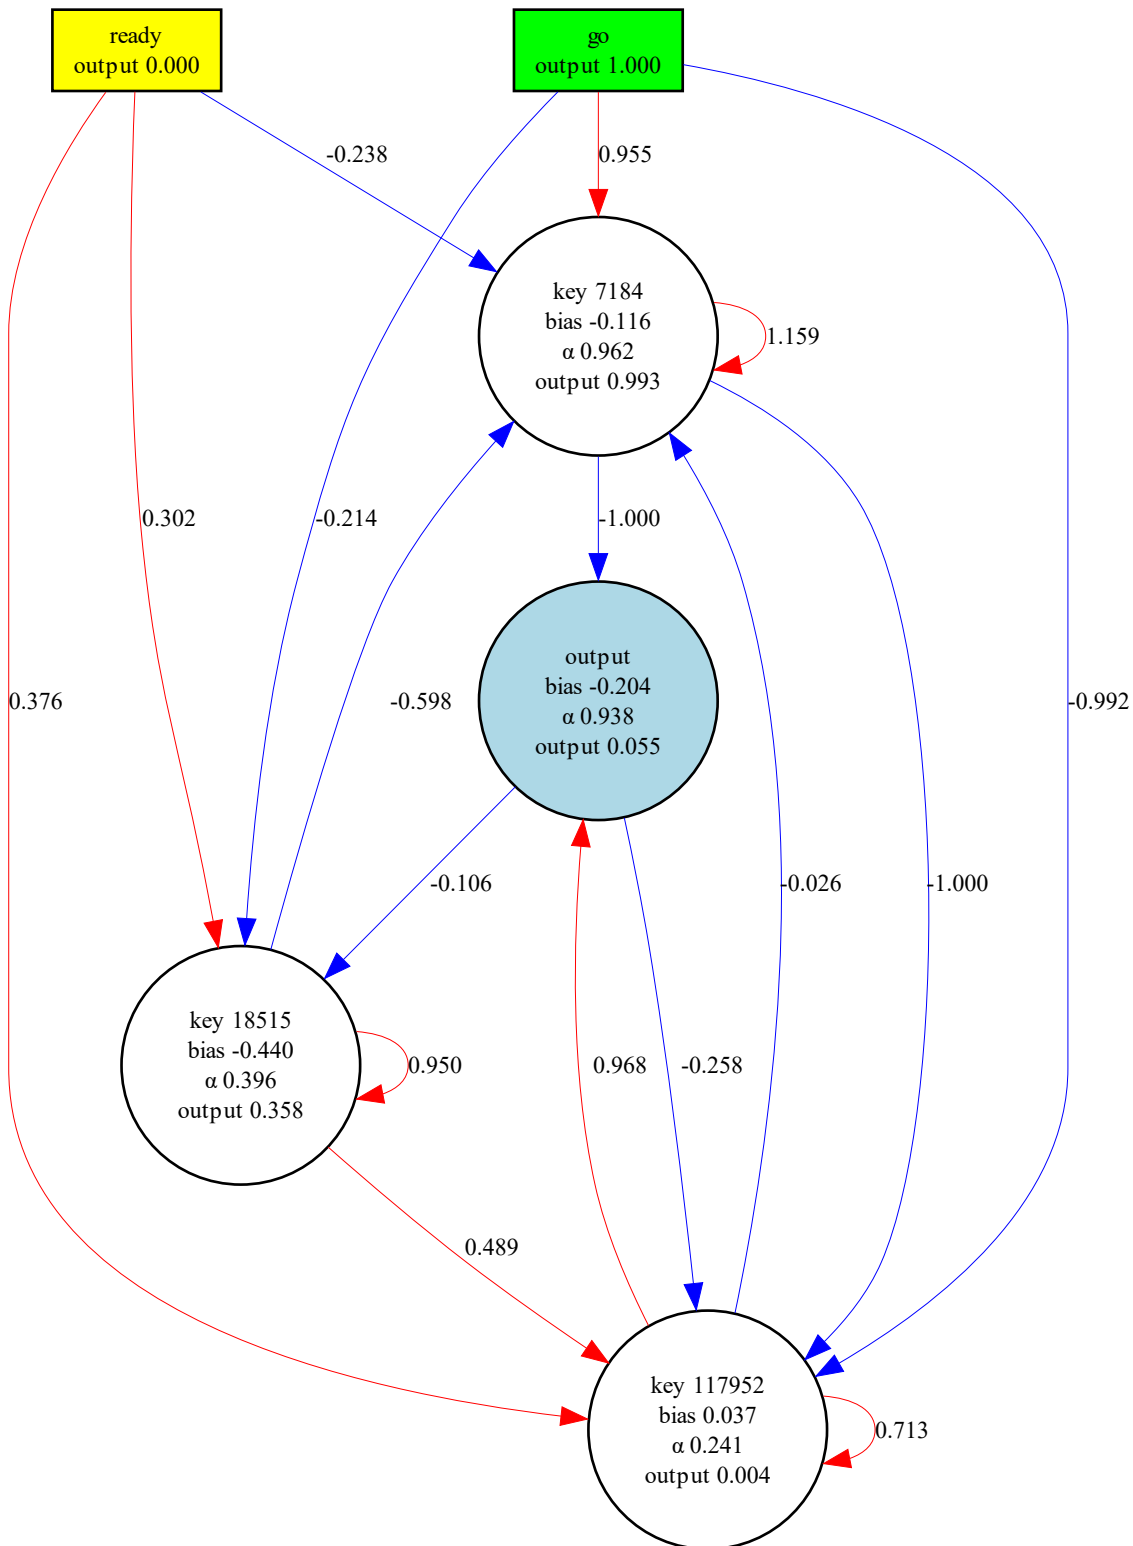 ready
output 0.000
go
output 1.000
-0.238
0.955
key 7184
bias -0.116
α 0.962
output 0.993
1.159
0.302
-0.214
-1.000
output
bias -0.204
α 0.938
output 0.055
0.376
-0.598
-0.992
-0.106
-0.026
-1.000
key 18515
bias -0.440
α 0.396
output 0.358
0.950
0.968
-0.258
0.489
key 117952
bias 0.037
α 0.241
output 0.004
0.713